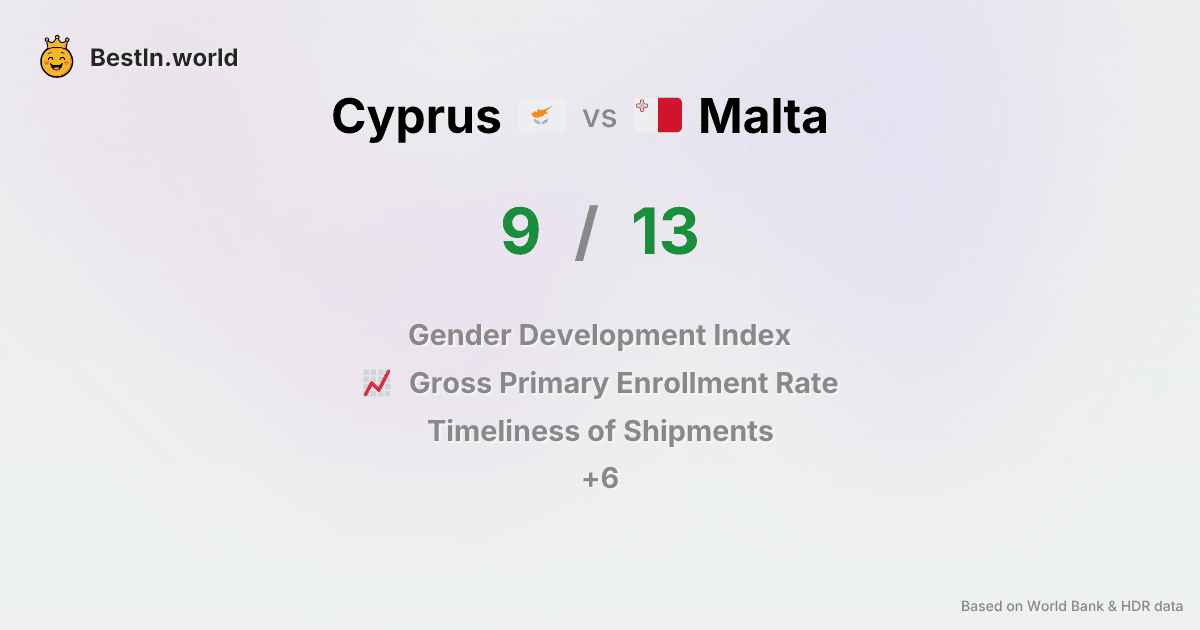 BestIn.world
Cyprus vs Malta
9 / 13
Gender Development Index
Gross Primary Enrollment Rate
Timeliness of Shipments
+6
Based on World Bank & HDR data